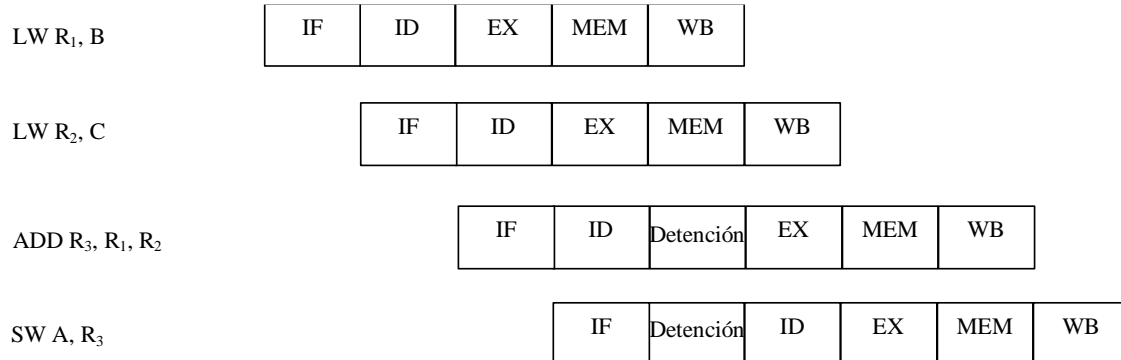 LW R₁, B IF ID EX MEM WB
LW R₂, C IF ID EX MEM WB
ADD R₃, R₁, R₂ IF ID Detención EX MEM WB
SW A, R₃ IF Detención ID EX MEM WB